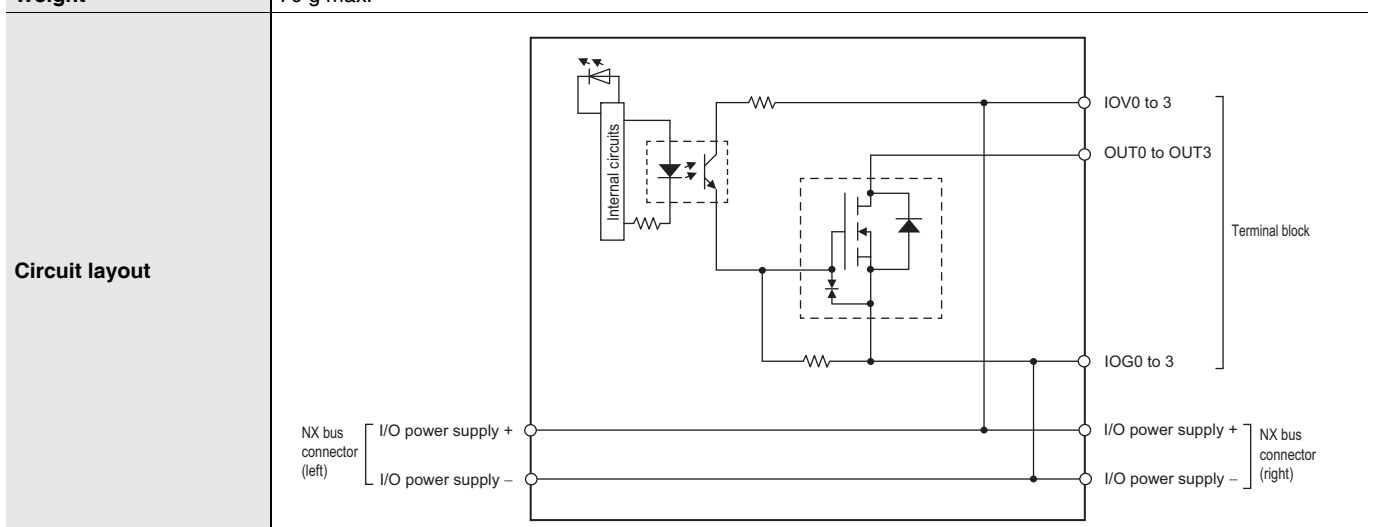 Circuit layout
Internal circuits
IOV0 to 3
OUT0 to OUT3
Terminal block
IOG0 to 3
NX bus
connector
(left)
I/O power supply +
I/O power supply –
I/O power supply +
I/O power supply –
NX bus
connector
(right)